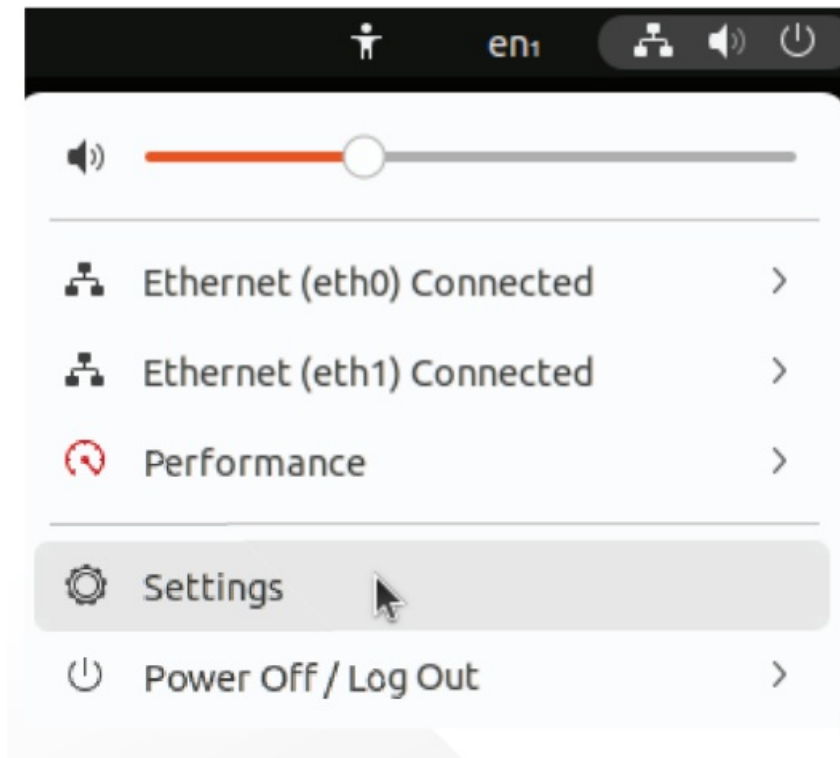 en₁
Ethernet (eth0) Connected
Ethernet (eth1) Connected
Performance
Settings
Power Off / Log Out